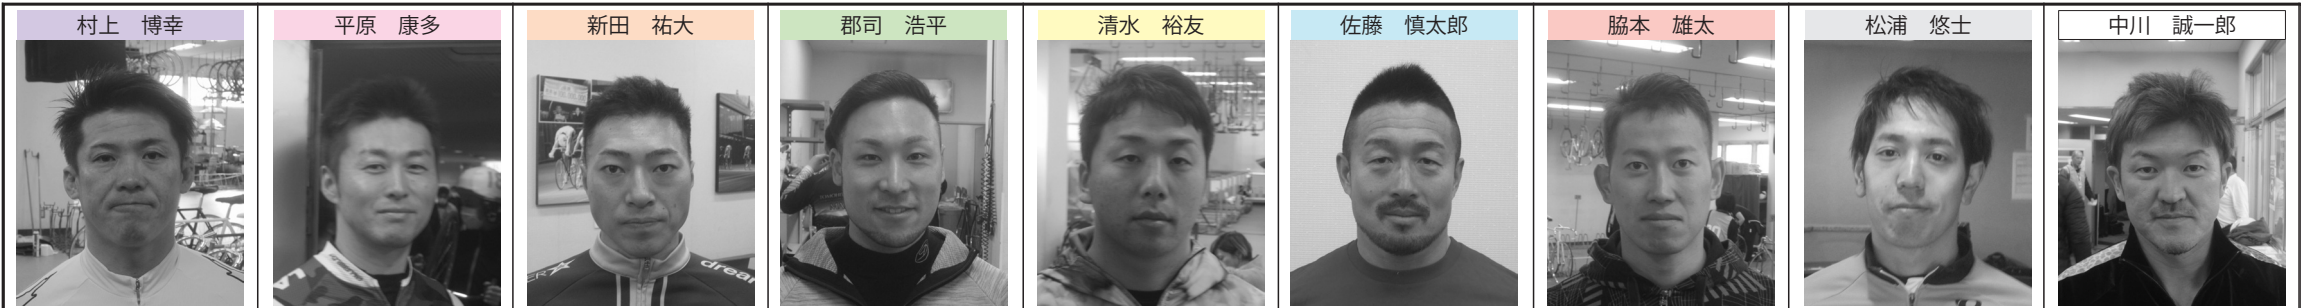 村上　博幸
平原　康多
新田　祐大
郡司　浩平
清水　裕友
佐藤　慎太郎
脇本　雄太
松浦　悠士
中川　誠一郎
drea